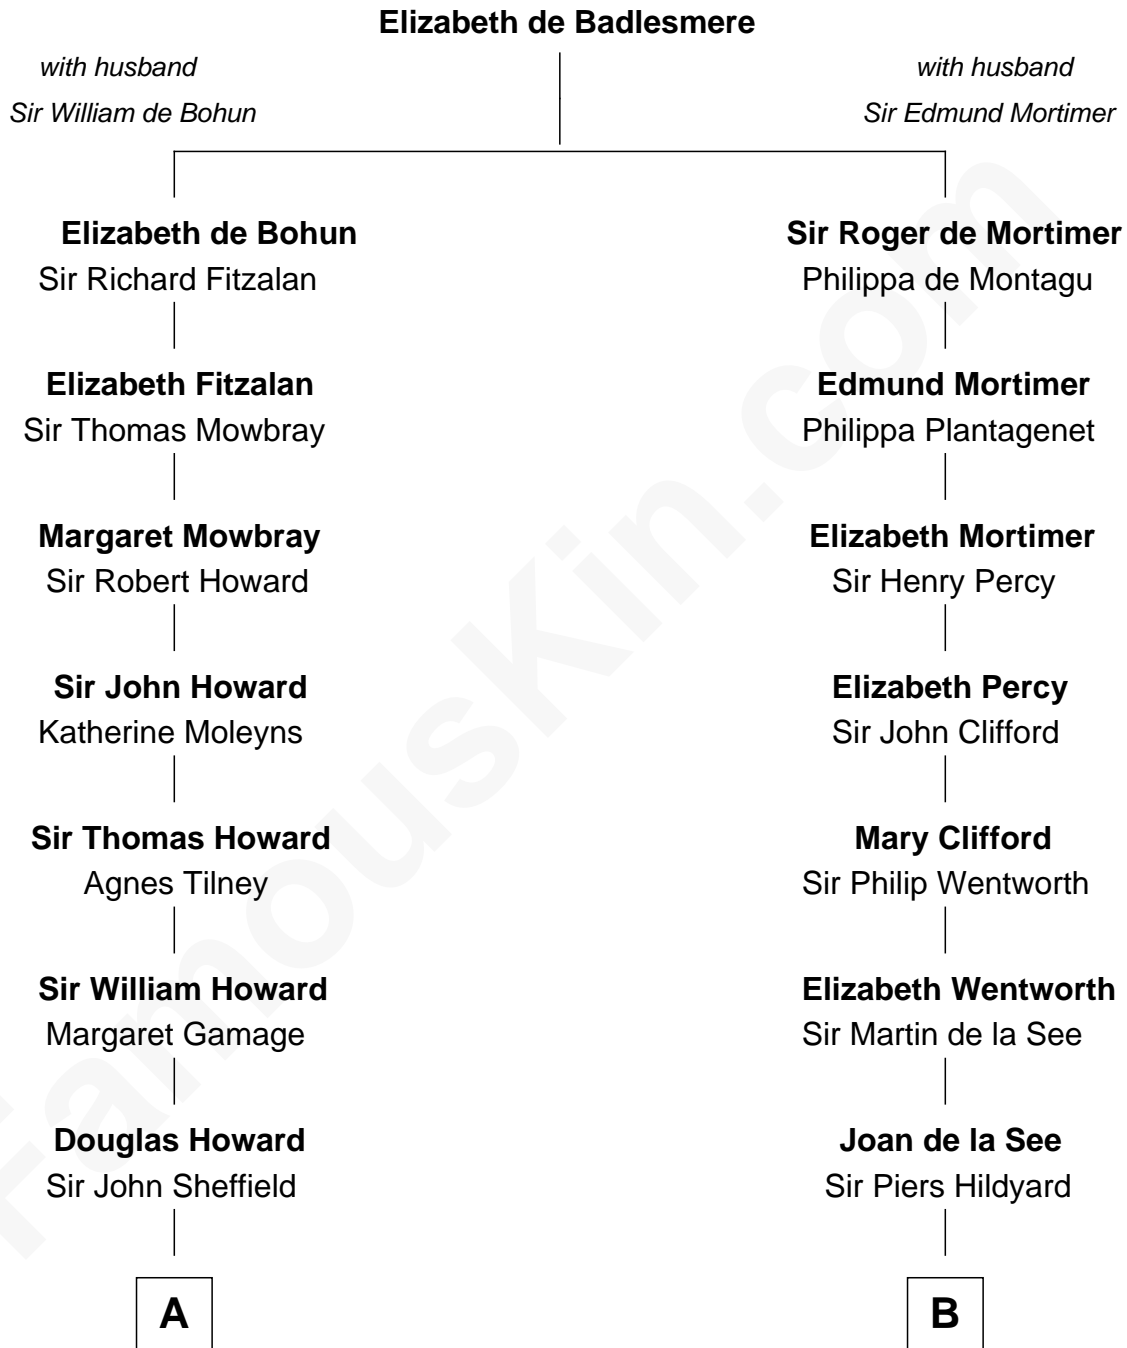 Elizabeth de Badlesmere
with husband
Sir William de Bohun
with husband
Sir Edmund Mortimer
Elizabeth de Bohun
Sir Richard Fitzalan
Sir Roger de Mortimer
Philippa de Montagu
Elizabeth Fitzalan
Sir Thomas Mowbray
Edmund Mortimer
Philippa Plantagenet
Margaret Mowbray
Sir Robert Howard
Elizabeth Mortimer
Sir Henry Percy
Sir John Howard
Katherine Moleyns
Elizabeth Percy
Sir John Clifford
Sir Thomas Howard
Agnes Tilney
Mary Clifford
Sir Philip Wentworth
Sir William Howard
Margaret Gamage
Elizabeth Wentworth
Sir Martin de la See
Douglas Howard
Sir John Sheffield
Joan de la See
Sir Piers Hildyard
A
B
FamousKin.com